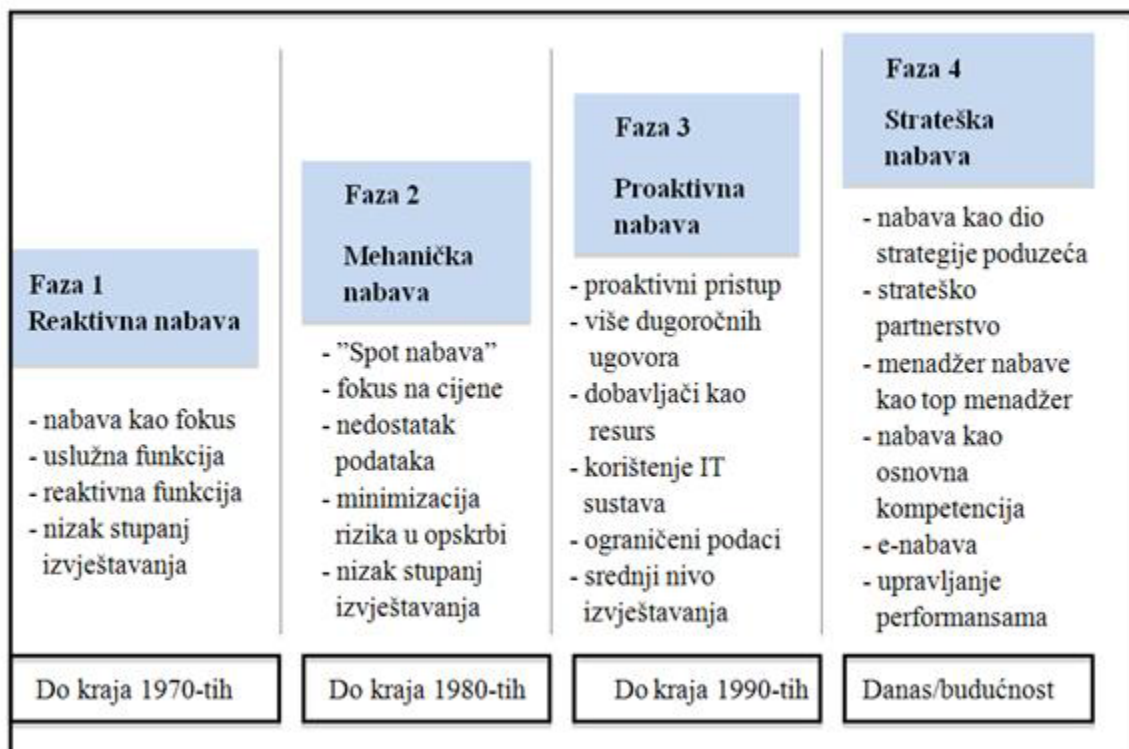 Faza 1
Reaktivna nabava
- nabava kao fokus
- uslužna funkcija
- reaktivna funkcija
- nizak stupanj
izvještavanja
Do kraja 1970-tih
Faza 2
Mehanička
nabava
- ”Spot nabava”
- fokus na cijene
- nedostatak
podataka
- minimizacija
rizika u opskrbi
- nizak stupanj
izvještavanja
Do kraja 1980-tih
Faza 3
Proaktivna
nabava
- proaktivni pristup
- više dugoročnih
ugovora
- dobavljači kao
resurs
- korištenje IT
sustava
- ograničeni podaci
- srednji nivo
izvještavanja
Do kraja 1990-tih
Faza 4
Strateška
nabava
- nabava kao dio
strategije poduzeća
- strateško
partnerstvo
- menadžer nabave
kao top menadžer
- nabava kao
osnovna
kompetencija
- e-nabava
- upravljanje
performansama
Danas/budućnost